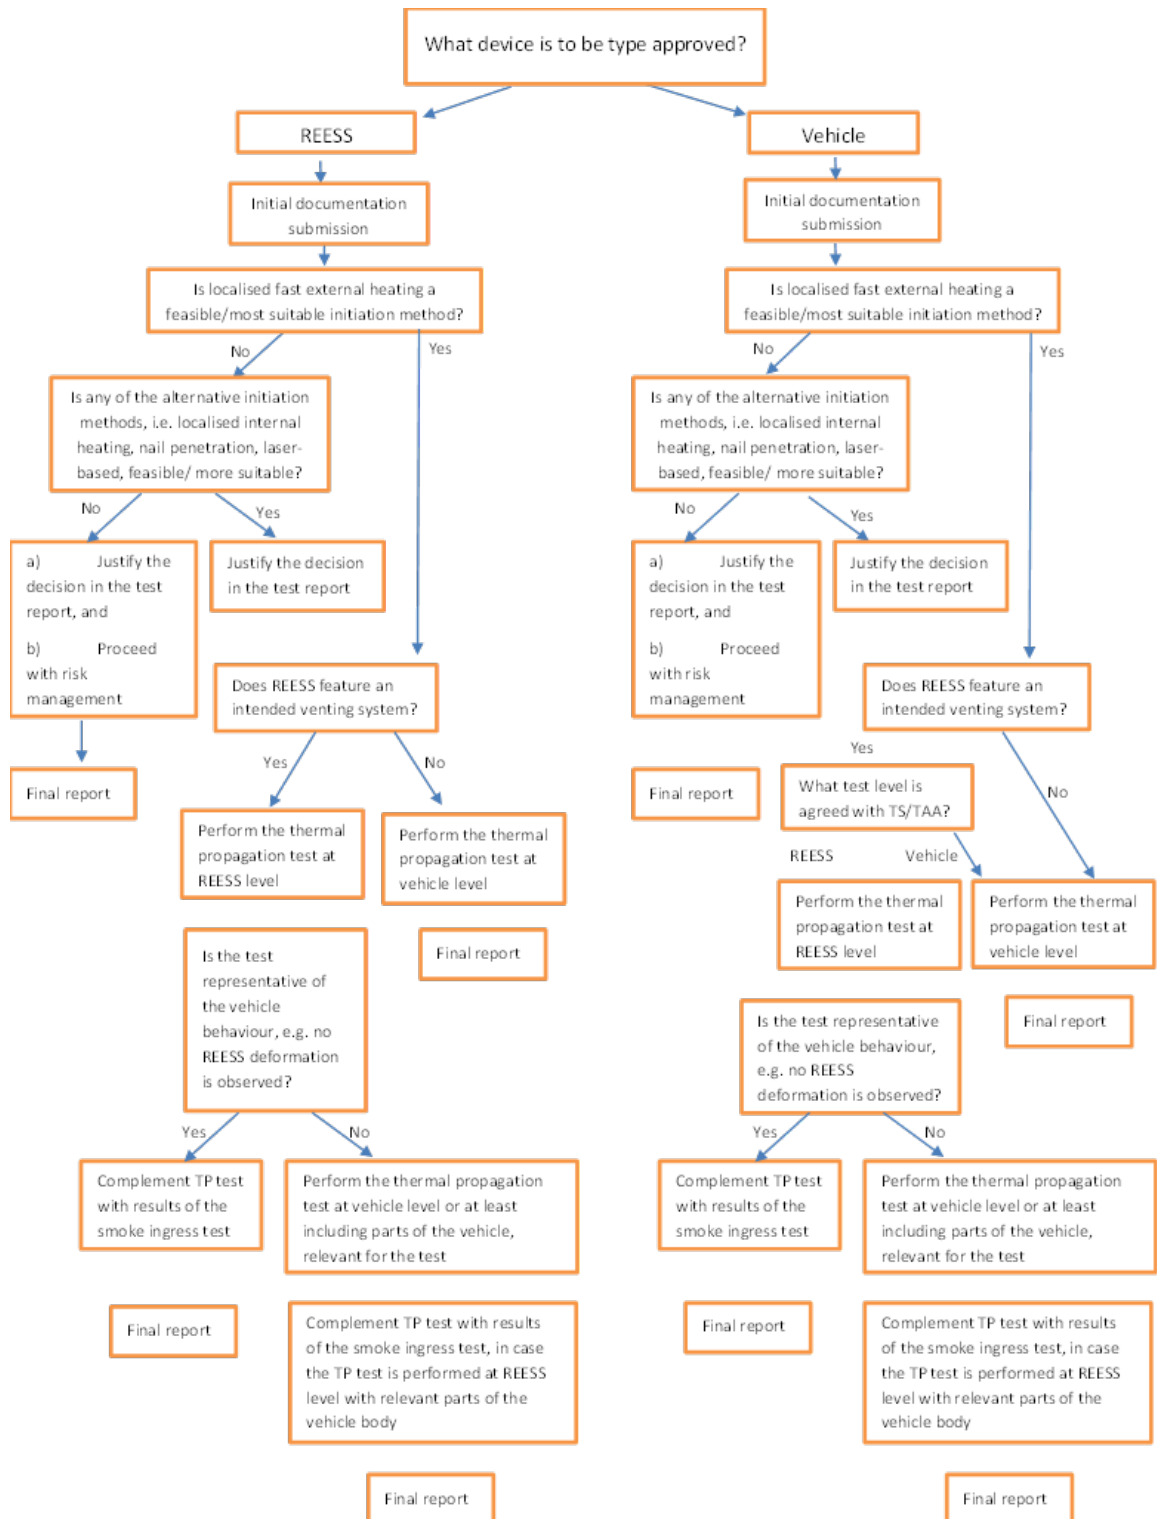 What device is to be type approved?
REESS
Vehicle
Initial documentation
submission
Initial documentation
submission
Is localised fast external heating a
feasible/most suitable initiation method?
Is localised fast external heating a
feasible/most suitable initiation method?
No
Yes
No
Yes
Is any of the alternative initiation
methods, i.e. localised internal
heating, nail penetration, laser-
based, feasible/ more suitable?
Is any of the alternative initiation
methods, i.e. localised internal
heating, nail penetration, laser-
based, feasible/ more suitable?
No
Yes
No
Yes
a) Justify the
decision in the test
report, and
b) Proceed
with risk
management
Justify the decision
in the test report
a) Justify the
decision in the test
report, and
b) Proceed
with risk
management
Justify the decision
in the test report
Does REESS feature an
intended venting system?
Does REESS feature an
intended venting system?
Yes
No
Yes
No
Final report
Final report
What test level is
agreed with TS/TAA?
REESS
Vehicle
Perform the thermal
propagation test at
REESS level
Perform the thermal
propagation test at
vehicle level
Perform the thermal
propagation test at
REESS level
Perform the thermal
propagation test at
vehicle level
Is the test
representative of
the vehicle
behaviour, e.g. no
REESS deformation
is observed?
Final report
Is the test representative
of the vehicle behaviour,
e.g. no REESS
deformation is observed?
Final report
Yes
No
Yes
No
Complement TP test
with results of the
smoke ingress test
Perform the thermal propagation
test at vehicle level or at least
including parts of the vehicle,
relevant for the test
Complement TP test
with results of the
smoke ingress test
Perform the thermal propagation
test at vehicle level or at least
including parts of the vehicle,
relevant for the test
Final report
Complement TP test with results
of the smoke ingress test, in case
the TP test is performed at REESS
level with relevant parts of the
vehicle body
Final report
Complement TP test with results
of the smoke ingress test, in case
the TP test is performed at REESS
level with relevant parts of the
vehicle body
Final report
Final report